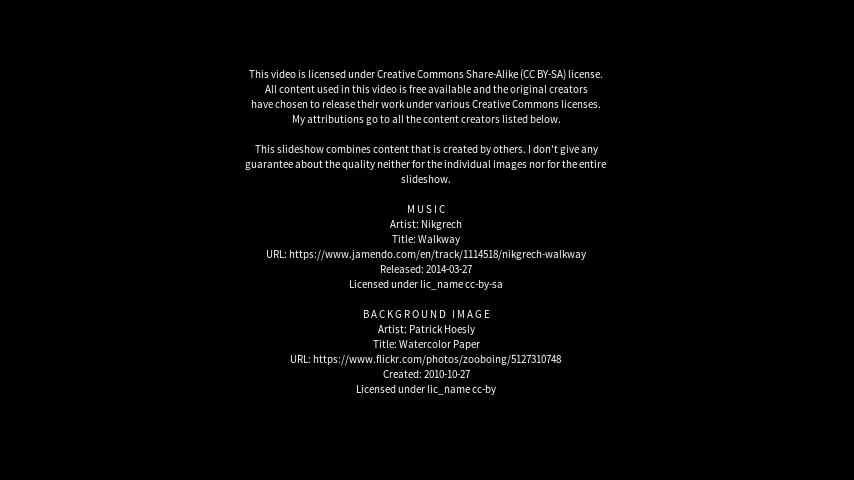 This video is licensed under Creative Commons Share-Alike (CC BY-SA) license.
All content used in this video is free available and the original creators
have chosen to release their work under various Creative Commons licenses.
My attributions go to all the content creators listed below.
This slideshow combines content that is created by others. I don't give any
guarantee about the quality neither for the individual images nor for the entire
slideshow.
MUSIC
Artist: Nikgrech
Title: Walkway
URL: https://www.jamendo.com/en/track/1114518/nikgrech-walkway
Released: 2014-03-27
Licensed under lic_name cc-by-sa
BACKGROUND IMAGE
Artist: Patrick Hoesly
Title: Watercolor Paper
URL: https://www.flickr.com/photos/zooboing/5127310748
Created: 2010-10-27
Licensed under lic_name cc-by